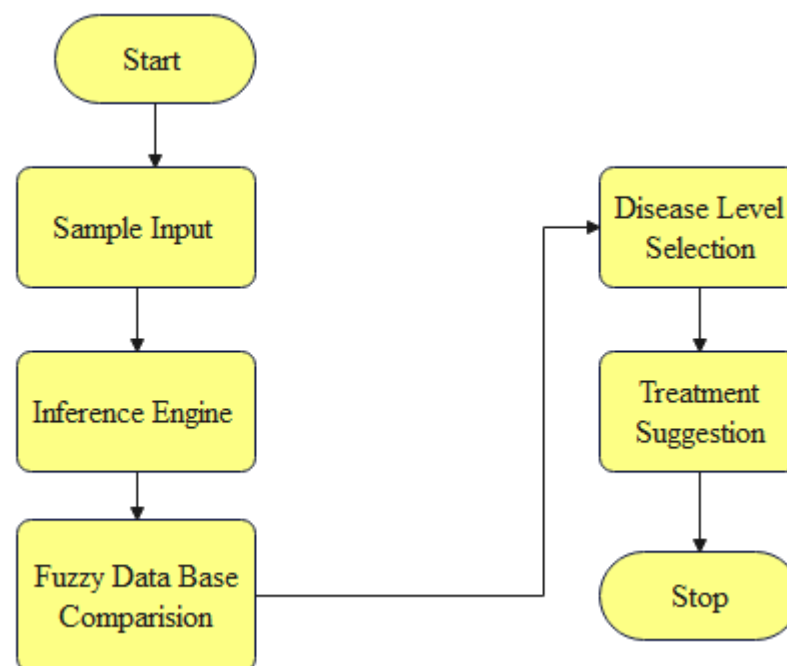 Start
Sample Input
Inference Engine
Fuzzy Data Base
Comparision
Disease Level
Selection
Treatment
Suggestion
Stop